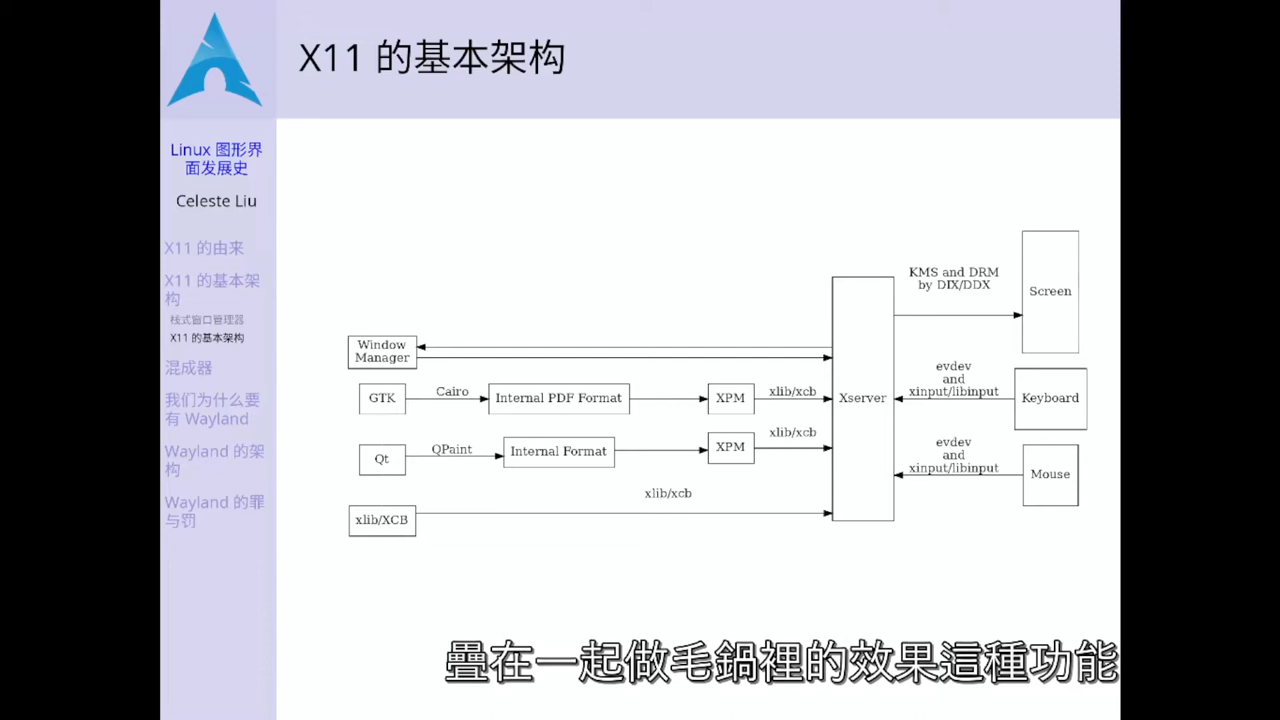 X11 的基本架构
Linux 图形界
面发展史
Celeste Liu
X11 的由来
X11 的基本架
构
栈式窗口管理器
X11 的基本架构
混成器
我们为什么要
有 Wayland
Wayland 的架
构
Wayland 的罪
与罚
Window
Manager
GTK
Cairo
Internal PDF Format
XPM
xlib/xcb
Qt
QPaint
Internal Format
XPM
xlib/xcb
xlib/XCB
xlib/xcb
Xserver
KMS and DRM
by DIX/DDX
Screen
evdev
and
xinput/libinput
Keyboard
evdev
and
xinput/libinput
Mouse
疊在一起做毛鍋裡的效果這種功能